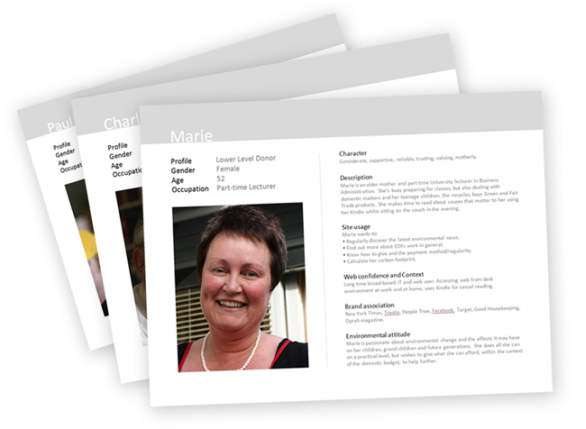 Paul
Profile
Gender
Age
Occupat
Charl
Profile
Gender
Age
Occupati
Marie
Profile Lower Level Donor
Gender Female
Age 52
Occupation Part-time Lecturer
Character
Considerate, supportive, reliable, trusting, valuing, motherly.
Description
Marie is an older mother and part time University lecturer in Business
Administration. She's busy preparing for classes, but also dealing with
domestic matters and her teenage children. She recycles, buys Green and Fair
Trade products. She makes time to read about causes that matter to her using
her Kindle whilst sitting on the couch in the evening.
Site usage
Marie wants to:
• Regularly discover the latest environmental news.
• Find out more about EDFs work in general.
• Know how to give and the payment method/regularity.
• Calculate her carbon footprint.
Web confidence and Context
Long time broad-based IT and web user. Accessing web from desk
environment at work and at home, uses Kindle for casual reading.
Brand association
New York Times, Toyota, People Tree, Facebook, Target, Good Housekeeping,
Oprah magazine.
Environmental attitude
Marie is passionate about environmental change and the effects it may have
on her children, grand children and future generations. She does all she can
on a practical level, but wishes to give what she can afford, within the context
of the domestic budget, to help further.